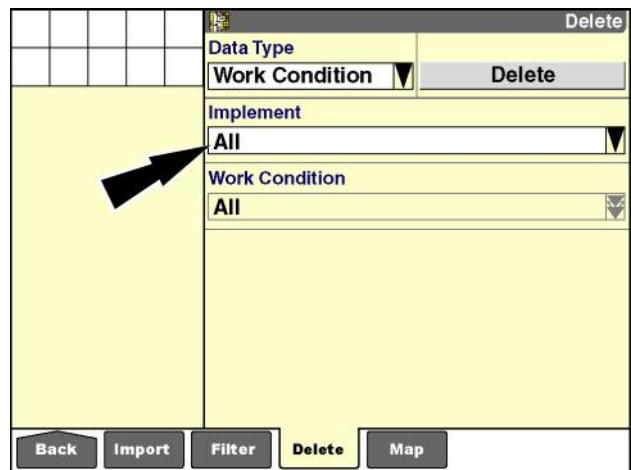 Delete
Data Type
Work Condition
Delete
Implement
All
Work Condition
All
Back
Import
Filter
Delete
Map